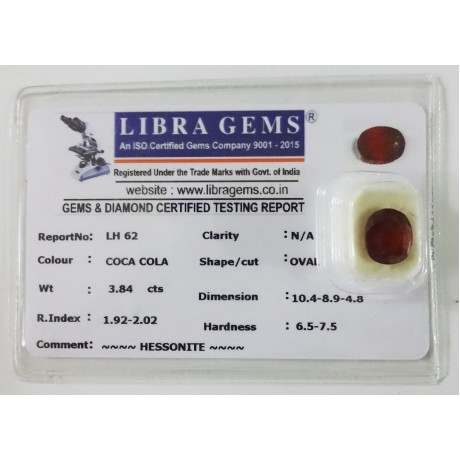 LIBRA GEMS ®
An ISO Certified Gems Company 9001 - 2015
Registered Under the Trade Marks with Govt. of India
website : www.libragems.co.in
GEMS & DIAMOND CERTIFIED TESTING REPORT
ReportNo: LH 62 Clarity : N/A
Colour : COCA COLA Shape/cut : OVAL
Wt : 3.84 cts Dimension : 10.4-8.9-4.8
R.Index : 1.92-2.02 Hardness : 6.5-7.5
Comment: ~~~~ HESSONITE ~~~~